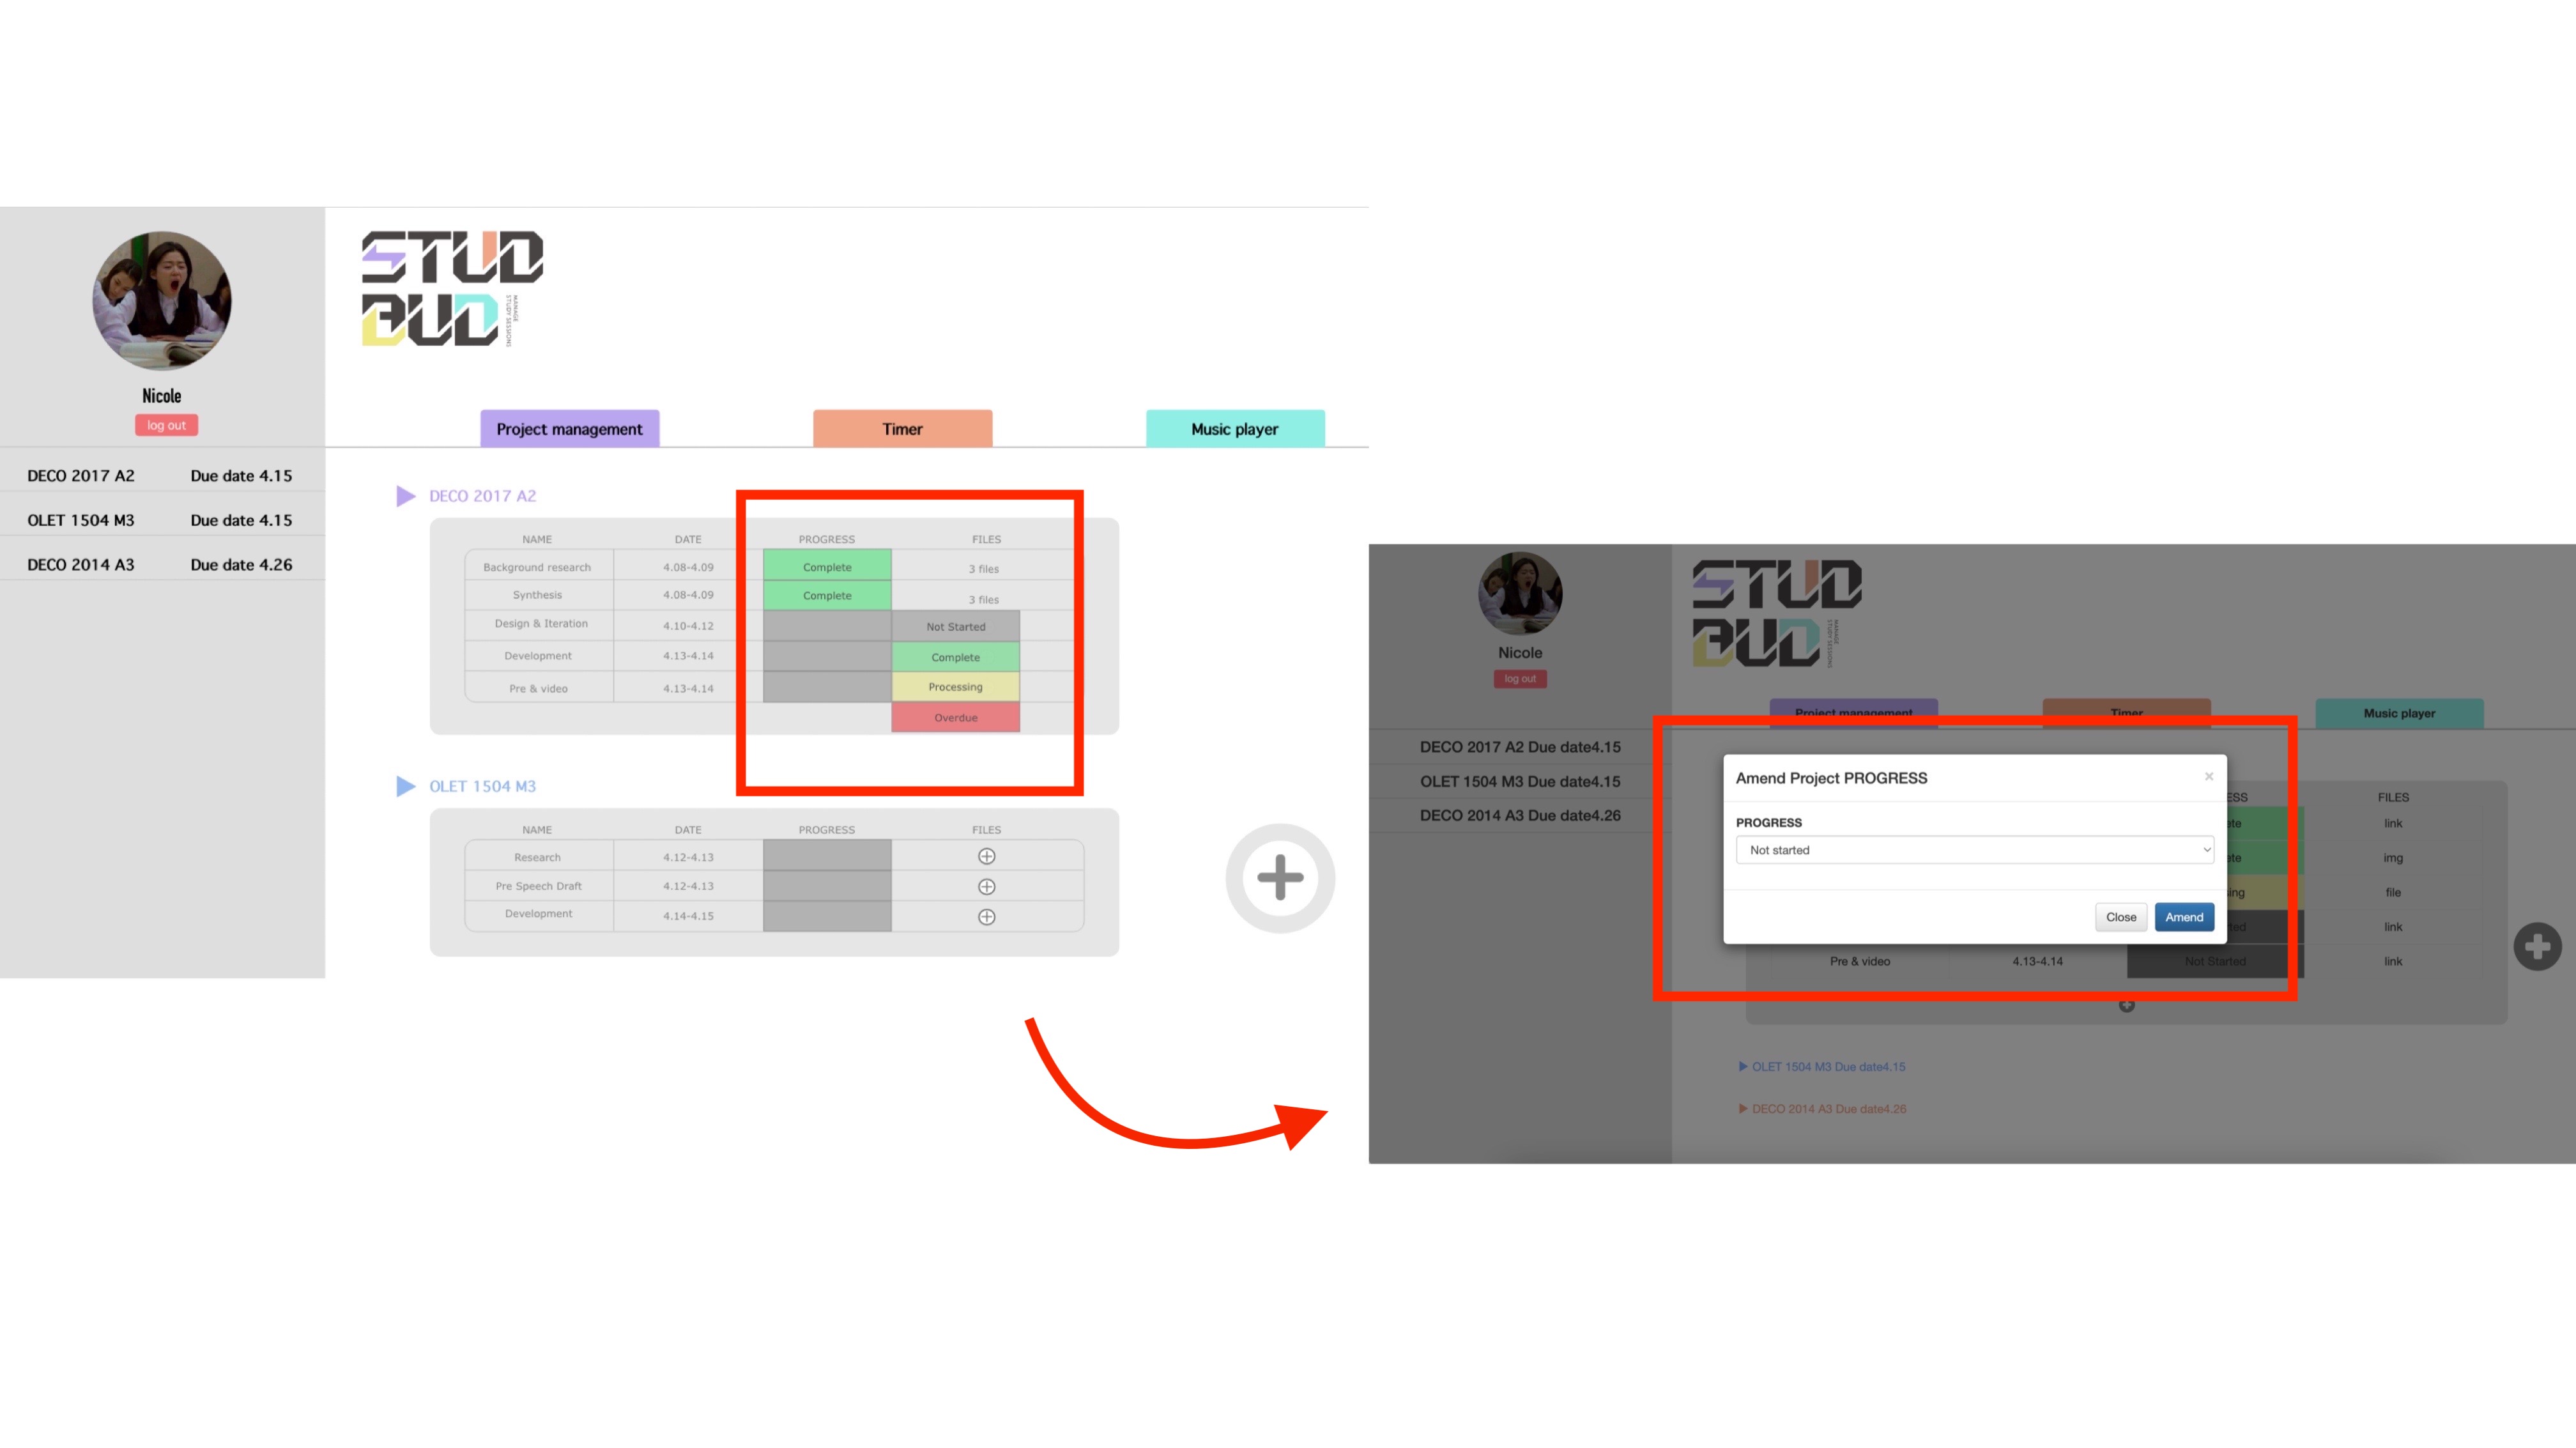 STUD
BUD
MANAGE
STUDY SESSIONS
Nicole
log out
DECO 2017 A2 Due date 4.15
OLET 1504 M3 Due date 4.15
DECO 2014 A3 Due date 4.26
Project management Timer Music player
DECO 2017 A2
NAME DATE PROGRESS FILES
Background research 4.08-4.09 Complete 3 files
Synthesis 4.08-4.09 Complete 3 files
Design & Iteration 4.10-4.12 Not Started
Development 4.13-4.14 Complete
Pre & video 4.13-4.14 Processing
Overdue
OLET 1504 M3
NAME DATE PROGRESS FILES
Research 4.12-4.13
Pre Speech Draft 4.12-4.13
Development 4.14-4.15
STUD
BUD
MANAGE
STUDY SESSIONS
Nicole
log out
Project management Timer Music player
DECO 2017 A2 Due date4.15
OLET 1504 M3 Due date4.15
DECO 2014 A3 Due date4.26
Amend Project PROGRESS ×
PROGRESS
Not started
Close Amend
ESS FILES
ete link
ete img
ing file
ted link
Pre & video 4.13-4.14 Not Started link
OLET 1504 M3 Due date4.15
DECO 2014 A3 Due date4.26